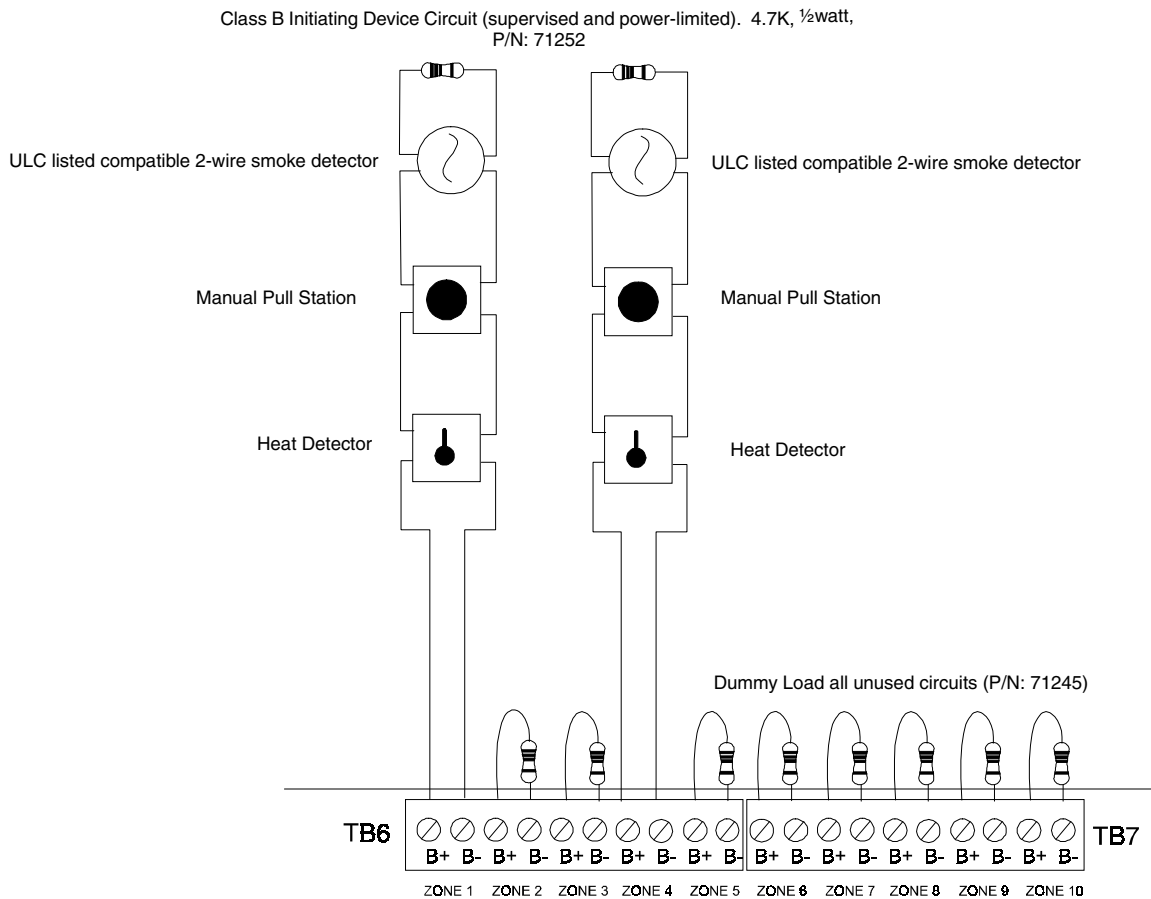 Class B Initiating Device Circuit (supervised and power-limited). 4.7K, ½watt,
P/N: 71252
ULC listed compatible 2-wire smoke detector
ULC listed compatible 2-wire smoke detector
Manual Pull Station
Manual Pull Station
Heat Detector
Heat Detector
Dummy Load all unused circuits (P/N: 71245)
TB6
TB7
B+ B- B+ B- B+ B- B+ B- B+ B- B+ B- B+ B- B+ B- B+ B- B+ B-
ZONE 1 ZONE 2 ZONE 3 ZONE 4 ZONE 5 ZONE 6 ZONE 7 ZONE 8 ZONE 9 ZONE 10